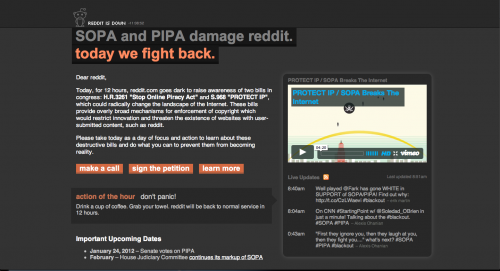 REDDIT IS DOWN
SOPA and PIPA damage reddit.
today we fight back.
Dear reddit,
Today, for 12 hours, reddit.com goes dark to raise awareness of two bills in
congress: H.R.3261 "Stop Online Piracy Act" and S.968 "PROTECT IP",
which could radically change the landscape of the Internet. These bills
provide overly broad mechanisms for enforcement of copyright which
would restrict innovation and threaten the existence of websites with user-
submitted content, such as reddit.
Please take today as a day of focus and action to learn about these
destructive bills and do what you can to prevent them from becoming
reality.
make a call sign the petition learn more
action of the hour don't panic!
Drink a cup of coffee. Grab your towel. reddit will be back to normal service in
12 hours.
Important Upcoming Dates
January 24, 2012 – Senate votes on PIPA
February – House Judiciary Committee continues its markup of SOPA
PROTECT IP / SOPA Breaks The Internet
PROTECT IP / SOPA Breaks The
Internet
HD vimeo
Live Updates Last updated
8:40am Well played @Fark has gone WHITE in
SUPPORT of SOPA/PIPA! Find out why:
#blackout
8:04am On CNN #StartingPoint w/ @Soledad_OBrien in
just a minute! Talking about the #blackout.
#SOPA #PIPA
8:43am "First they ignore you, then they laugh at you,
then they fight you...." what's next? #SOPA
#PIPA #blackout